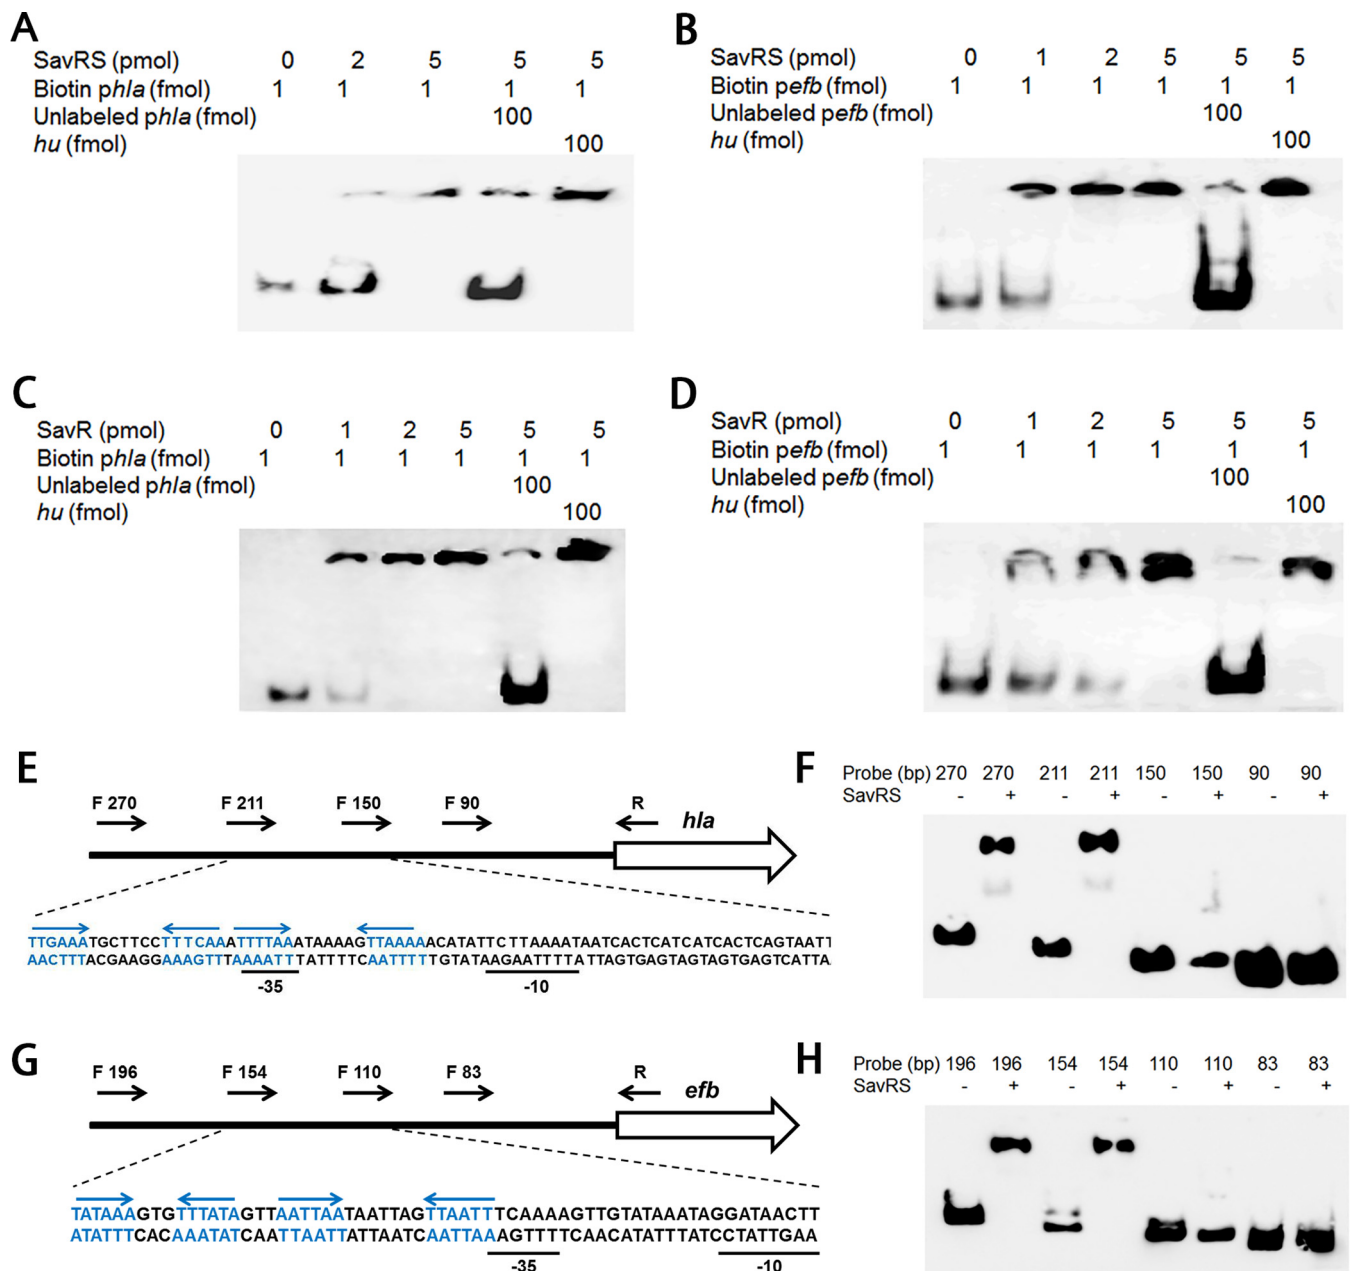 A
SavRS (pmol) 0 2 5 5 5
Biotin phla (fmol) 1 1 1 1 1
Unlabeled phla (fmol) 100
hu (fmol) 100
B
SavRS (pmol) 0 1 2 5 5 5
Biotin pefb (fmol) 1 1 1 1 1 1
Unlabeled pefb (fmol) 100
hu (fmol) 100
C
SavR (pmol) 0 1 2 5 5 5
Biotin phla (fmol) 1 1 1 1 1 1
Unlabeled phla (fmol) 100
hu (fmol) 100
D
SavR (pmol) 0 1 2 5 5 5
Biotin pefb (fmol) 1 1 1 1 1 1
Unlabeled pefb (fmol) 100
hu (fmol) 100
E
F 270 F 211 F 150 F 90 R hla
TTGAAATGCTTCCTTTCAAATTTTAAATAAAAGTTAAAAACATATTCTTAAAATAATCACTCATCATCACTCAGTAATT
AACTTTACGAAGGAAAGTTTAAAATTTATTTTCAATTTTTGTATAAGAATTTTATTAGTGAGTAGTAGTGAGTCATTA
-35 -10
F
Probe (bp) 270 270 211 211 150 150 90 90
SavRS - + - + - + - +
G
F 196 F 154 F 110 F 83 R efb
TATAAAGTGTTTATAGTTAATTAATAATTAGTTAATTTCAAAAGTTGTATAAATAGGATAACTT
ATATTTCACAAATATCAATTAATTATTAATCAATTAAAGTTTTCAACATATTTATCCTATTGAA
-35 -10
H
Probe (bp) 196 196 154 154 110 110 83 83
SavRS - + - + - + - +